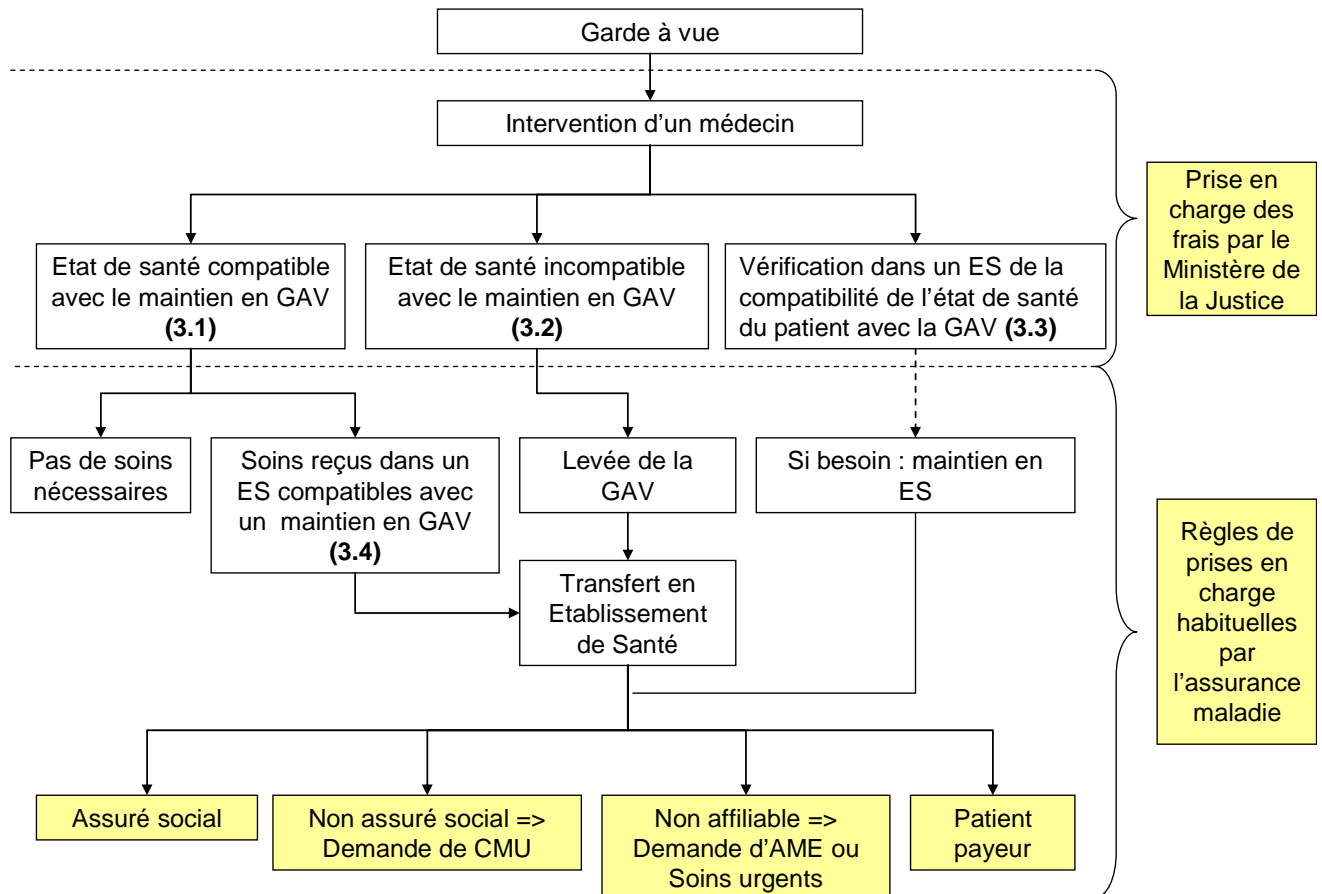 Garde à vue
Intervention d’un médecin
Prise en
charge des
frais par le
Ministère de
la Justice
Etat de santé compatible
avec le maintien en GAV
(3.1)
Etat de santé incompatible
avec le maintien en GAV
(3.2)
Vérification dans un ES de la
compatibilité de l’état de santé
du patient avec la GAV (3.3)
Pas de soins
nécessaires
Soins reçus dans un
ES compatibles avec
un maintien en GAV
(3.4)
Levée de la
GAV
Si besoin : maintien en
ES
Transfert en
Etablissement
de Santé
Règles de
prises en
charge
habituelles
par
l’assurance
maladie
Assuré social
Non assuré social =>
Demande de CMU
Non affiliable =>
Demande d’AME ou
Soins urgents
Patient
payeur